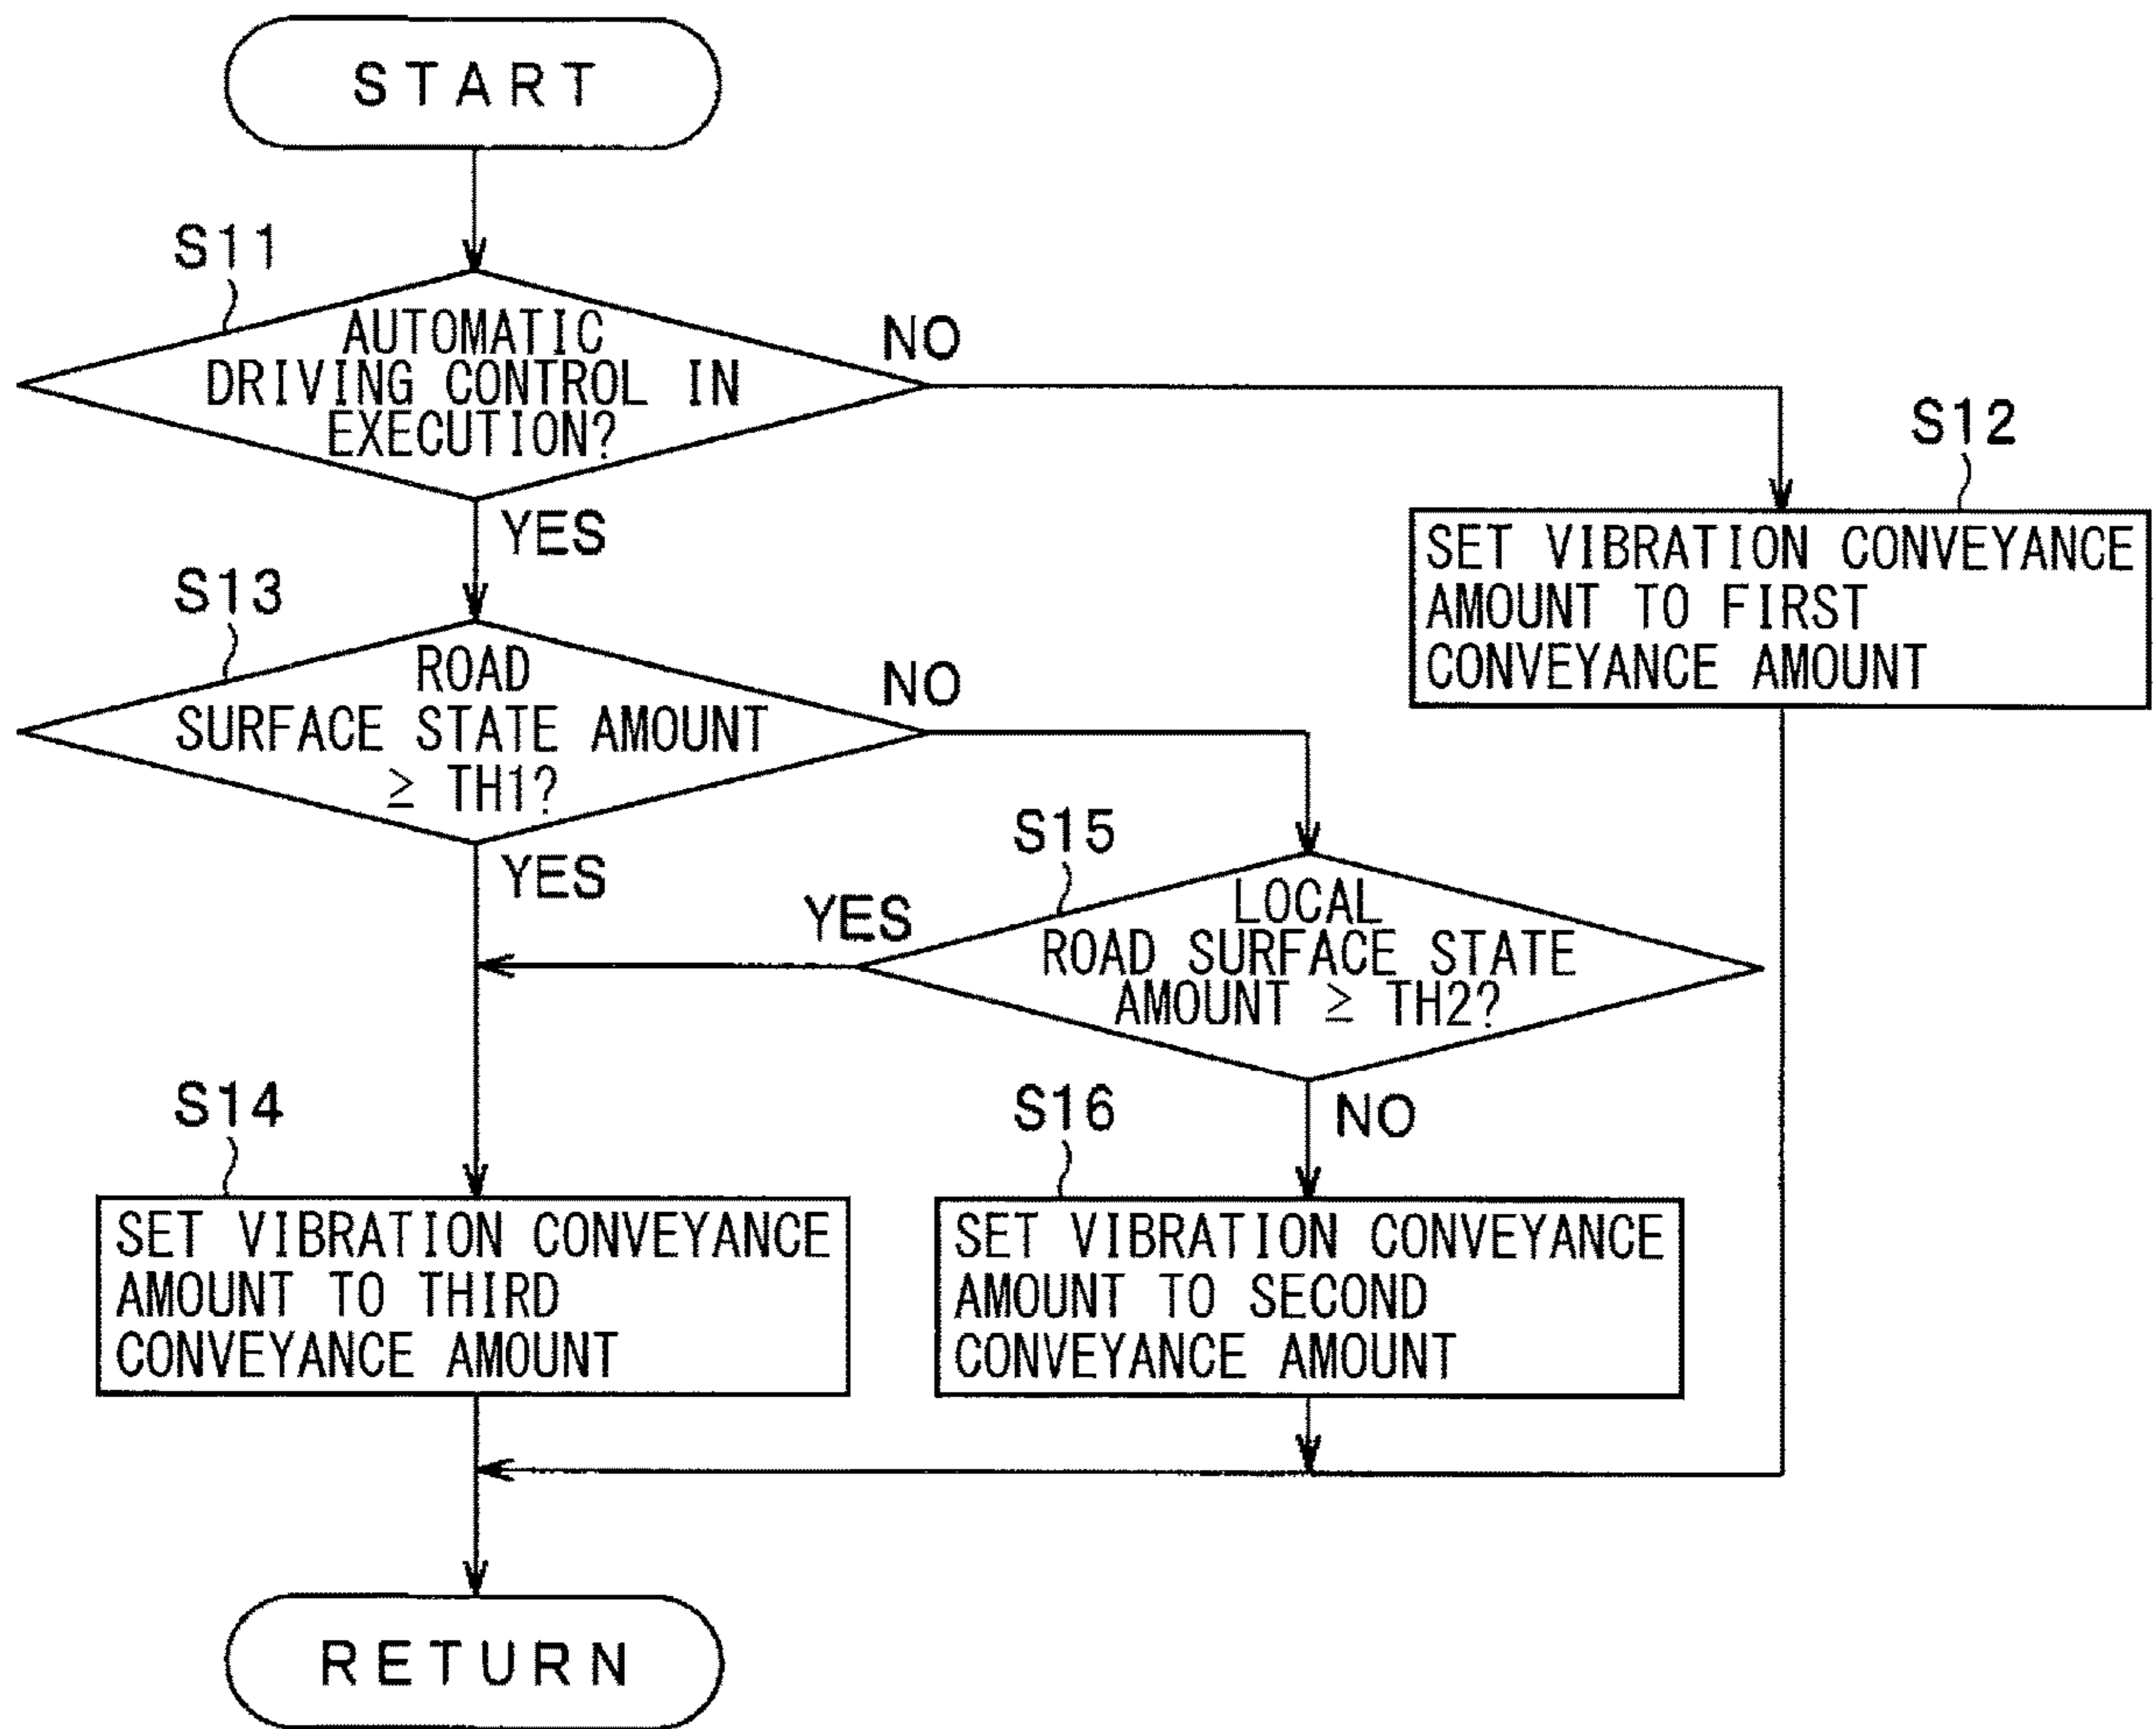 START
S11
AUTOMATIC
DRIVING CONTROL IN
EXECUTION?
NO
YES
S12
SET VIBRATION CONVEYANCE
AMOUNT TO FIRST
CONVEYANCE AMOUNT
S13
ROAD
SURFACE STATE AMOUNT
≥ TH1?
NO
YES
S15
LOCAL
ROAD SURFACE STATE
AMOUNT ≥ TH2?
YES
NO
S14
SET VIBRATION CONVEYANCE
AMOUNT TO THIRD
CONVEYANCE AMOUNT
S16
SET VIBRATION CONVEYANCE
AMOUNT TO SECOND
CONVEYANCE AMOUNT
RETURN